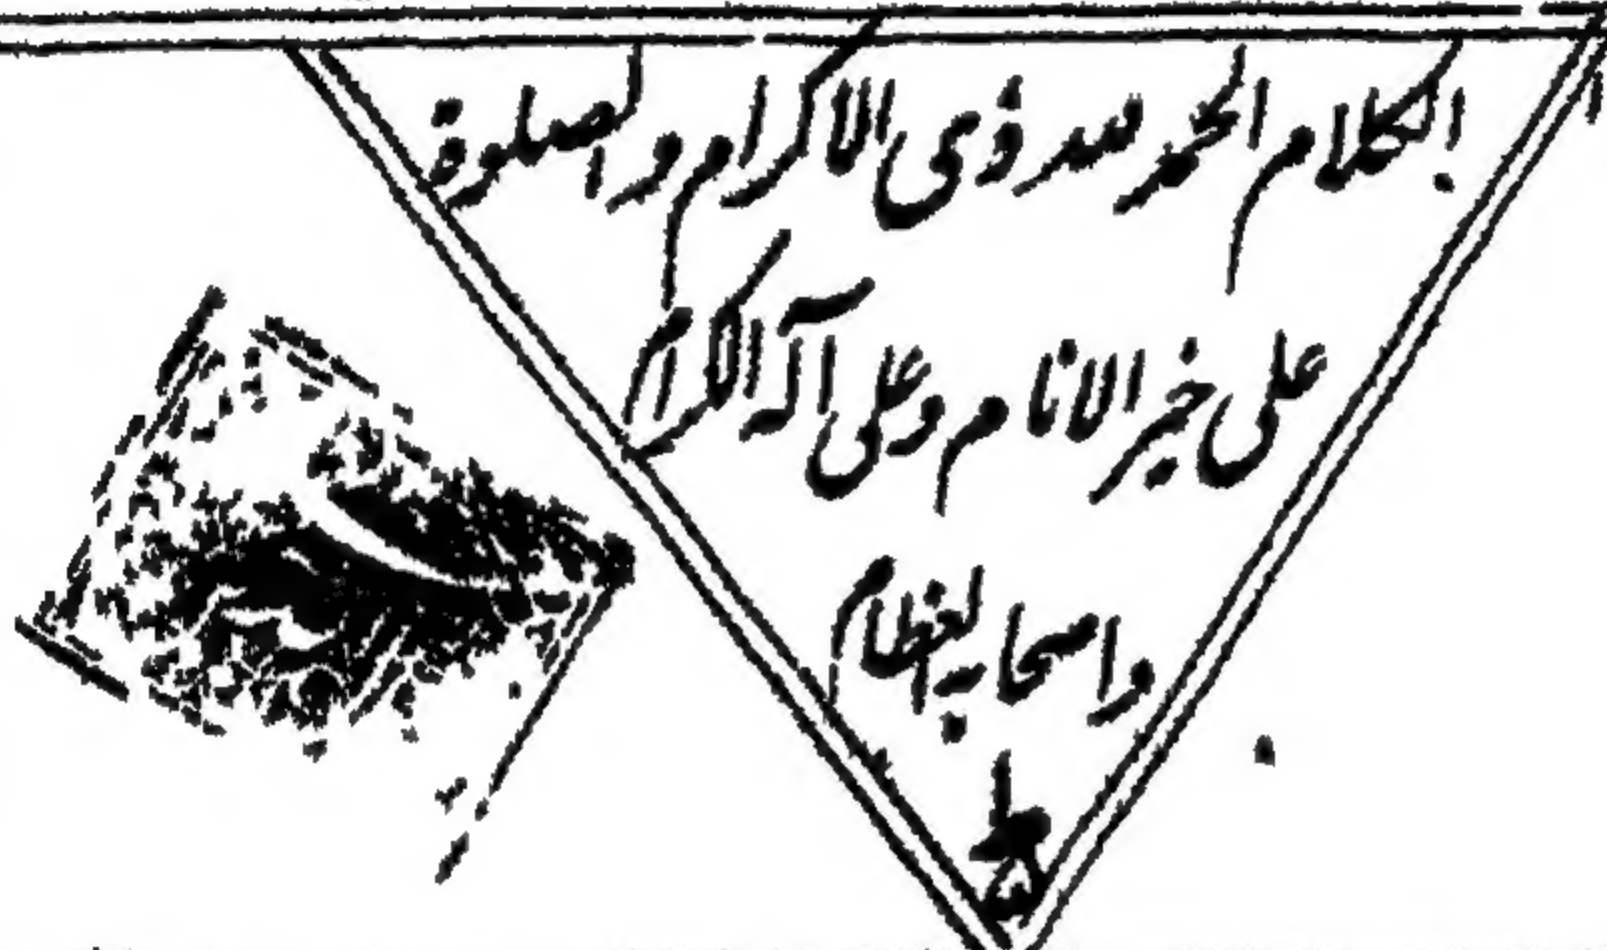 الکلام الحمد لله ذی الاکرام والصلوة
علی خیر الانام وعلی آله الکرام
واصحابه العظام